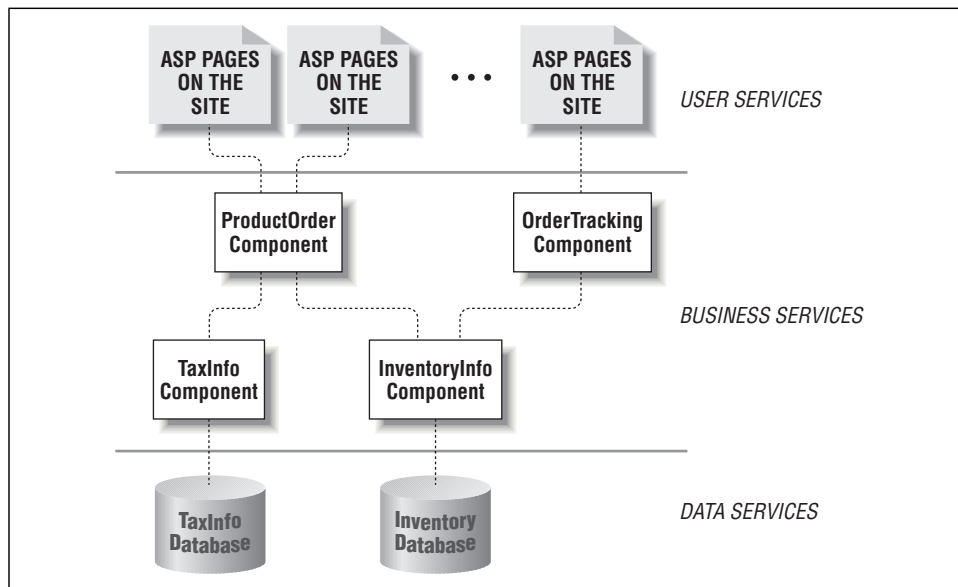 ASP PAGES
ON THE
SITE
ASP PAGES
ON THE
SITE
•••
ASP PAGES
ON THE
SITE
USER SERVICES
ProductOrder
Component
OrderTracking
Component
BUSINESS SERVICES
TaxInfo
Component
InventoryInfo
Component
TaxInfo
Database
Inventory
Database
DATA SERVICES